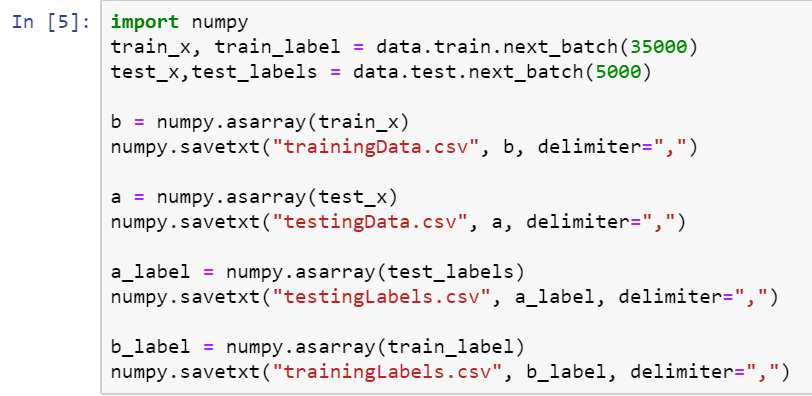 In [5]: import numpy
train_x, train_label = data.train.next_batch(35000)
test_x,test_labels = data.test.next_batch(5000)

b = numpy.asarray(train_x)
numpy.savetxt("trainingData.csv", b, delimiter=",")

a = numpy.asarray(test_x)
numpy.savetxt("testingData.csv", a, delimiter=",")

a_label = numpy.asarray(test_labels)
numpy.savetxt("testingLabels.csv", a_label, delimiter=",")

b_label = numpy.asarray(train_label)
numpy.savetxt("trainingLabels.csv", b_label, delimiter=",")